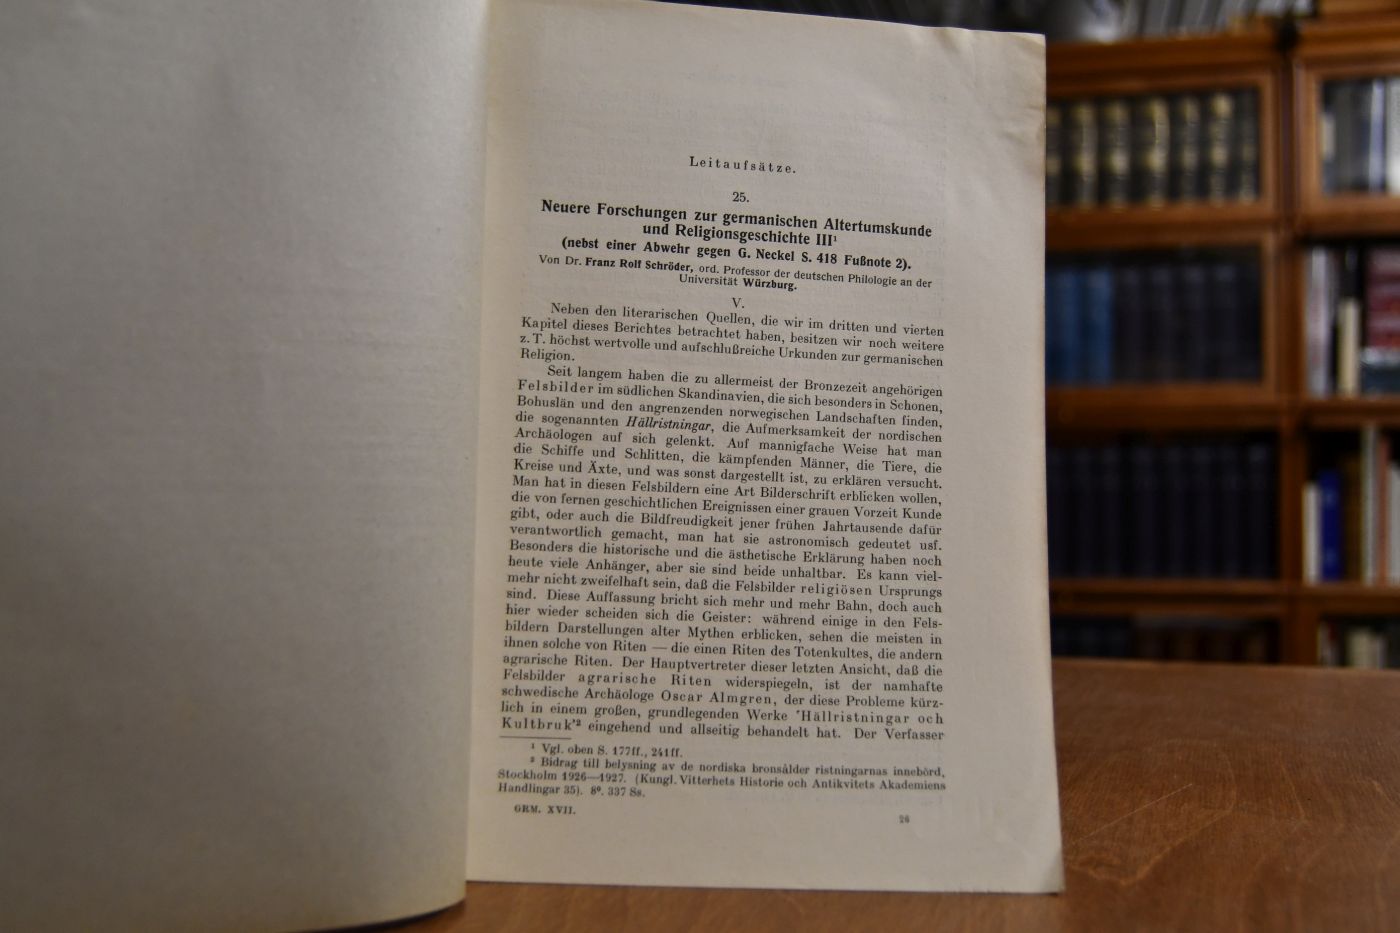 Leitaufsätze.
25.
Neuere Forschungen zur germanischen Altertumskunde
und Religionsgeschichte III¹
(nebst einer Abwehr gegen G. Neckel S. 418 Fußnote 2).
Von Dr. Franz Rolf Schröder, ord. Professor der deutschen Philologie an der
Universität Würzburg.
V.
Neben den literarischen Quellen, die wir im dritten und vierten
Kapitel dieses Berichtes betrachtet haben, besitzen wir noch weitere
z. T. höchst wertvolle und aufschlußreiche Urkunden zur germanischen
Religion.
Seit langem haben die zu allermeist der Bronzezeit angehörigen
Felsbilder im südlichen Skandinavien, die sich besonders in Schonen,
Bohuslän und den angrenzenden norwegischen Landschaften finden,
die sogenannten Hällristningar, die Aufmerksamkeit der nordischen
Archäologen auf sich gelenkt. Auf mannigfache Weise hat man
die Schiffe und Schlitten, die kämpfenden Männer, die Tiere, die
Kreise und Äxte, und was sonst dargestellt ist, zu erklären versucht.
Man hat in diesen Felsbildern eine Art Bilderschrift erblicken wollen,
die von fernen geschichtlichen Ereignissen einer grauen Vorzeit Kunde
gibt, oder auch die Bildfreudigkeit jener frühen Jahrtausende dafür
verantwortlich gemacht, man hat sie astronomisch gedeutet usf.
Besonders die historische und die ästhetische Erklärung haben noch
heute viele Anhänger, aber sie sind beide unhaltbar. Es kann viel-
mehr nicht zweifelhaft sein, daß die Felsbilder religiösen Ursprungs
sind. Diese Auffassung bricht sich mehr und mehr Bahn, doch auch
hier wieder scheiden sich die Geister: während einige in den Fels-
bildern Darstellungen alter Mythen erblicken, sehen die meisten in
ihnen solche von Riten — die einen Riten des Totenkultes, die andern
agrarische Riten. Der Hauptvertreter dieser letzten Ansicht, daß die
Felsbilder agrarische Riten widerspiegeln, ist der namhafte
schwedische Archäologe Oscar Almgren, der diese Probleme kürz-
lich in einem großen, grundlegenden Werke 'Hällristningar och
Kultbruk'² eingehend und allseitig behandelt hat. Der Verfasser
¹ Vgl. oben S. 177ff., 241ff.
² Bidrag till belysning av de nordiska bronsålder ristningarnas innebörd,
Stockholm 1926—1927. (Kungl. Vitterhets Historie och Antikvitets Akademiens
Handlingar 35). 8⁰. 337 Ss.
GRM. XVII.
26